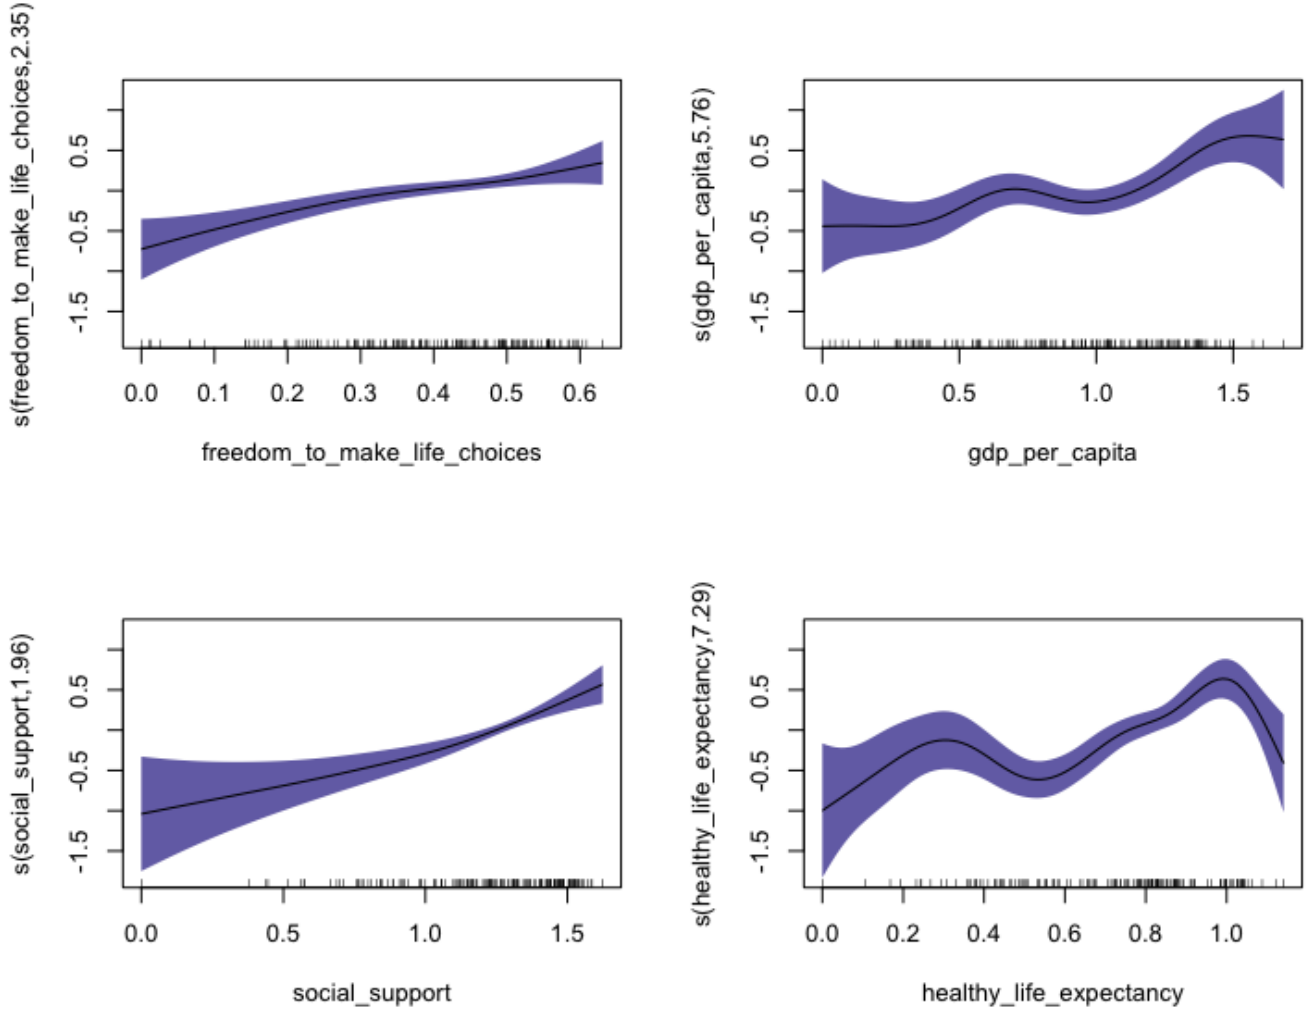 s(freedom_to_make_life_choices,2.35)
0.5
-0.5
-1.5
0.0 0.1 0.2 0.3 0.4 0.5 0.6
freedom_to_make_life_choices
s(gdp_per_capita,5.76)
0.5
-0.5
-1.5
0.0 0.5 1.0 1.5
gdp_per_capita
s(social_support,1.96)
0.5
-0.5
-1.5
0.0 0.5 1.0 1.5
social_support
s(healthy_life_expectancy,7.29)
0.5
-0.5
-1.5
0.0 0.2 0.4 0.6 0.8 1.0
healthy_life_expectancy